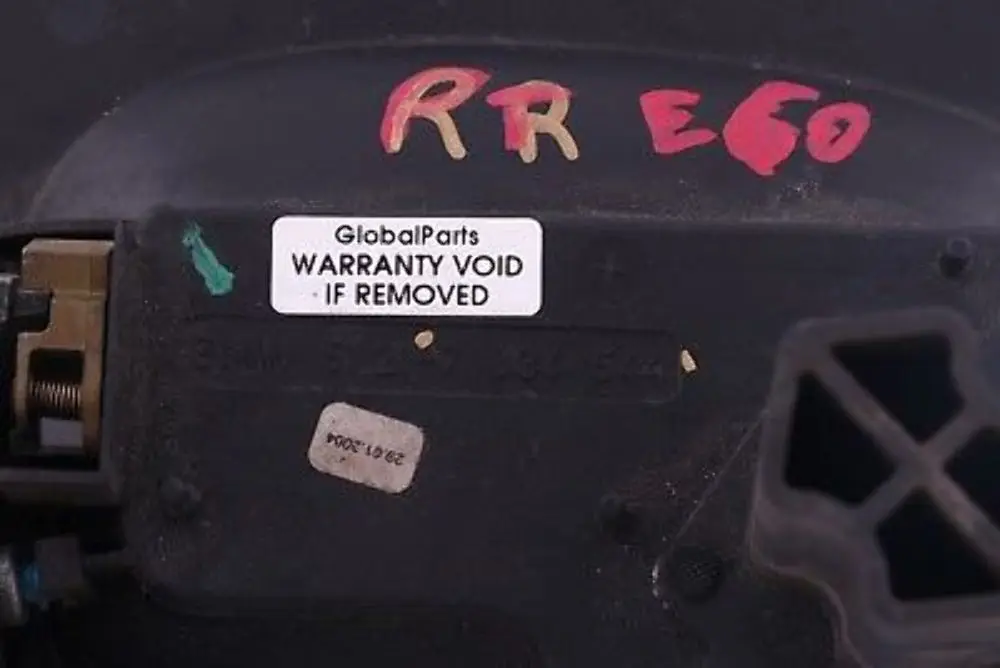 RR E60
GlobalParts
WARRANTY VOID
IF REMOVED
29.01.2004